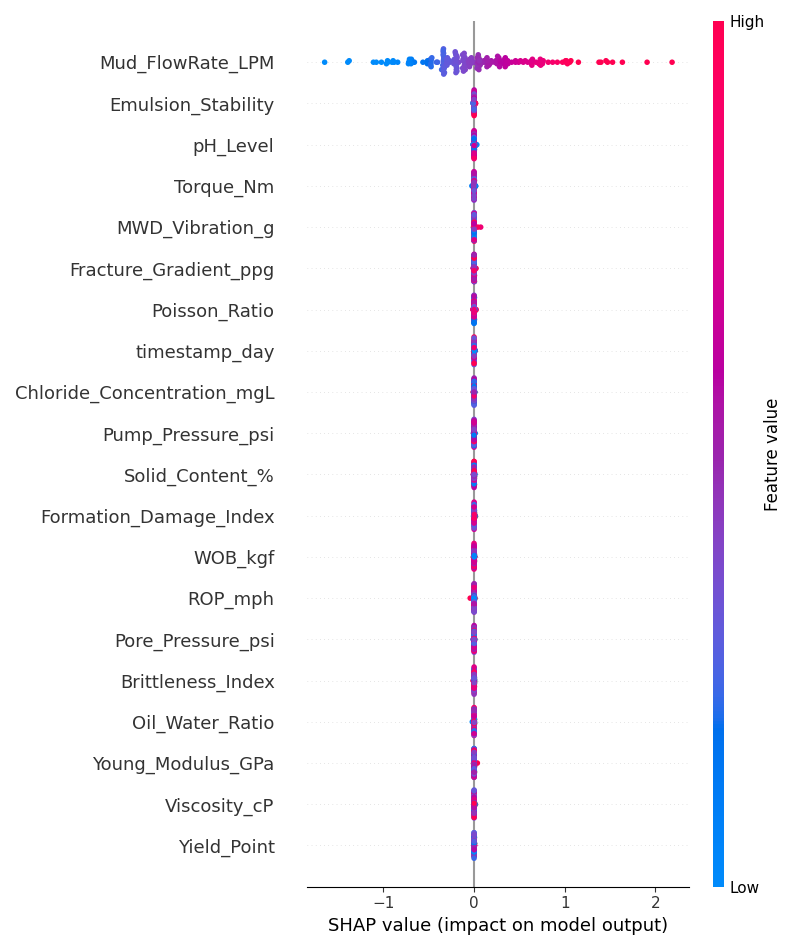 High
Mud_FlowRate_LPM
Emulsion_Stability
pH_Level
Torque_Nm
MWD_Vibration_g
Fracture_Gradient_ppg
Poisson_Ratio
timestamp_day
Chloride_Concentration_mgL
Pump_Pressure_psi
Solid_Content_%
Formation_Damage_Index
WOB_kgf
ROP_mph
Pore_Pressure_psi
Brittleness_Index
Oil_Water_Ratio
Young_Modulus_GPa
Viscosity_cP
Yield_Point
Feature value
Low
−1 0 1 2
SHAP value (impact on model output)